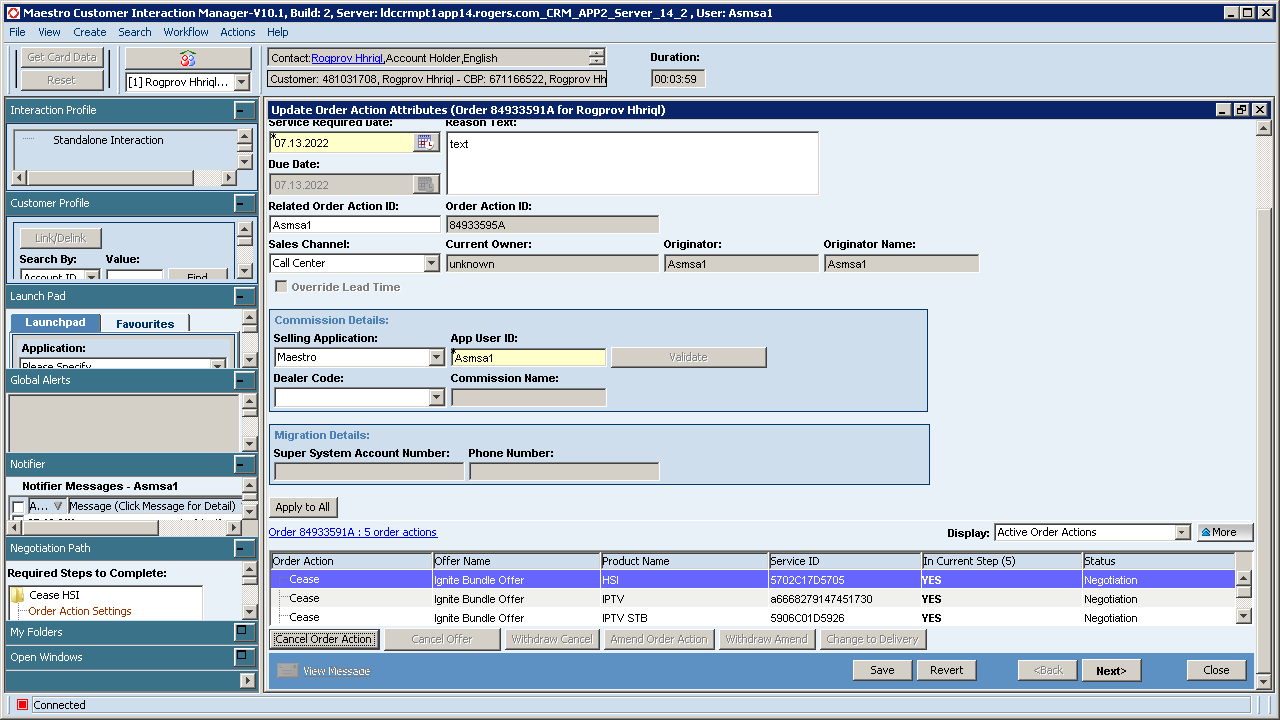 Maestro Customer Interaction Manager-V10.1, Build: 2, Server: ldccrmpt1app14.rogers.com_CRM_APP2_Server_14_2 , User: Asmsa1
File View Create Search Workflow Actions Help
Get Card Data
Reset
[1] Rogprov Hhriql...
Contact:Rogprov Hhriql,Account Holder,English
Customer: 481031708, Rogprov Hhriql - CBP: 671166522, Rogprov Hh
Duration:
00:03:59
Interaction Profile
Standalone Interaction
Customer Profile
Link/Delink
Search By: Value:
Account ID Find
Launch Pad
Launchpad Favourites
Application:
Please Specify
Global Alerts
Notifier
Notifier Messages - Asmsa1
A... Message (Click Message for Detail)
Negotiation Path
Required Steps to Complete:
Cease HSI
Order Action Settings
My Folders
Open Windows
Update Order Action Attributes (Order 84933591A for Rogprov Hhriql)
Service Required Date: Reason Text:
*07.13.2022 text
Due Date:
07.13.2022
Related Order Action ID: Order Action ID:
Asmsa1 84933595A
Sales Channel: Current Owner: Originator: Originator Name:
Call Center unknown Asmsa1 Asmsa1
Override Lead Time
Commission Details:
Selling Application: App User ID:
Maestro *Asmsa1 Validate
Dealer Code: Commission Name:
Migration Details:
Super System Account Number: Phone Number:
Apply to All
Order 84933591A : 5 order actions Display: Active Order Actions More
Order Action Offer Name Product Name Service ID In Current Step (5) Status
Cease Ignite Bundle Offer HSI 5702C17D5705 YES Negotiation
Cease Ignite Bundle Offer IPTV a6668279147451730 YES Negotiation
Cease Ignite Bundle Offer IPTV STB 5906C01D5926 YES Negotiation
Cancel Order Action Cancel Offer Withdraw Cancel Amend Order Action Withdraw Amend Change to Delivery
View Message Save Revert <Back Next> Close
Connected